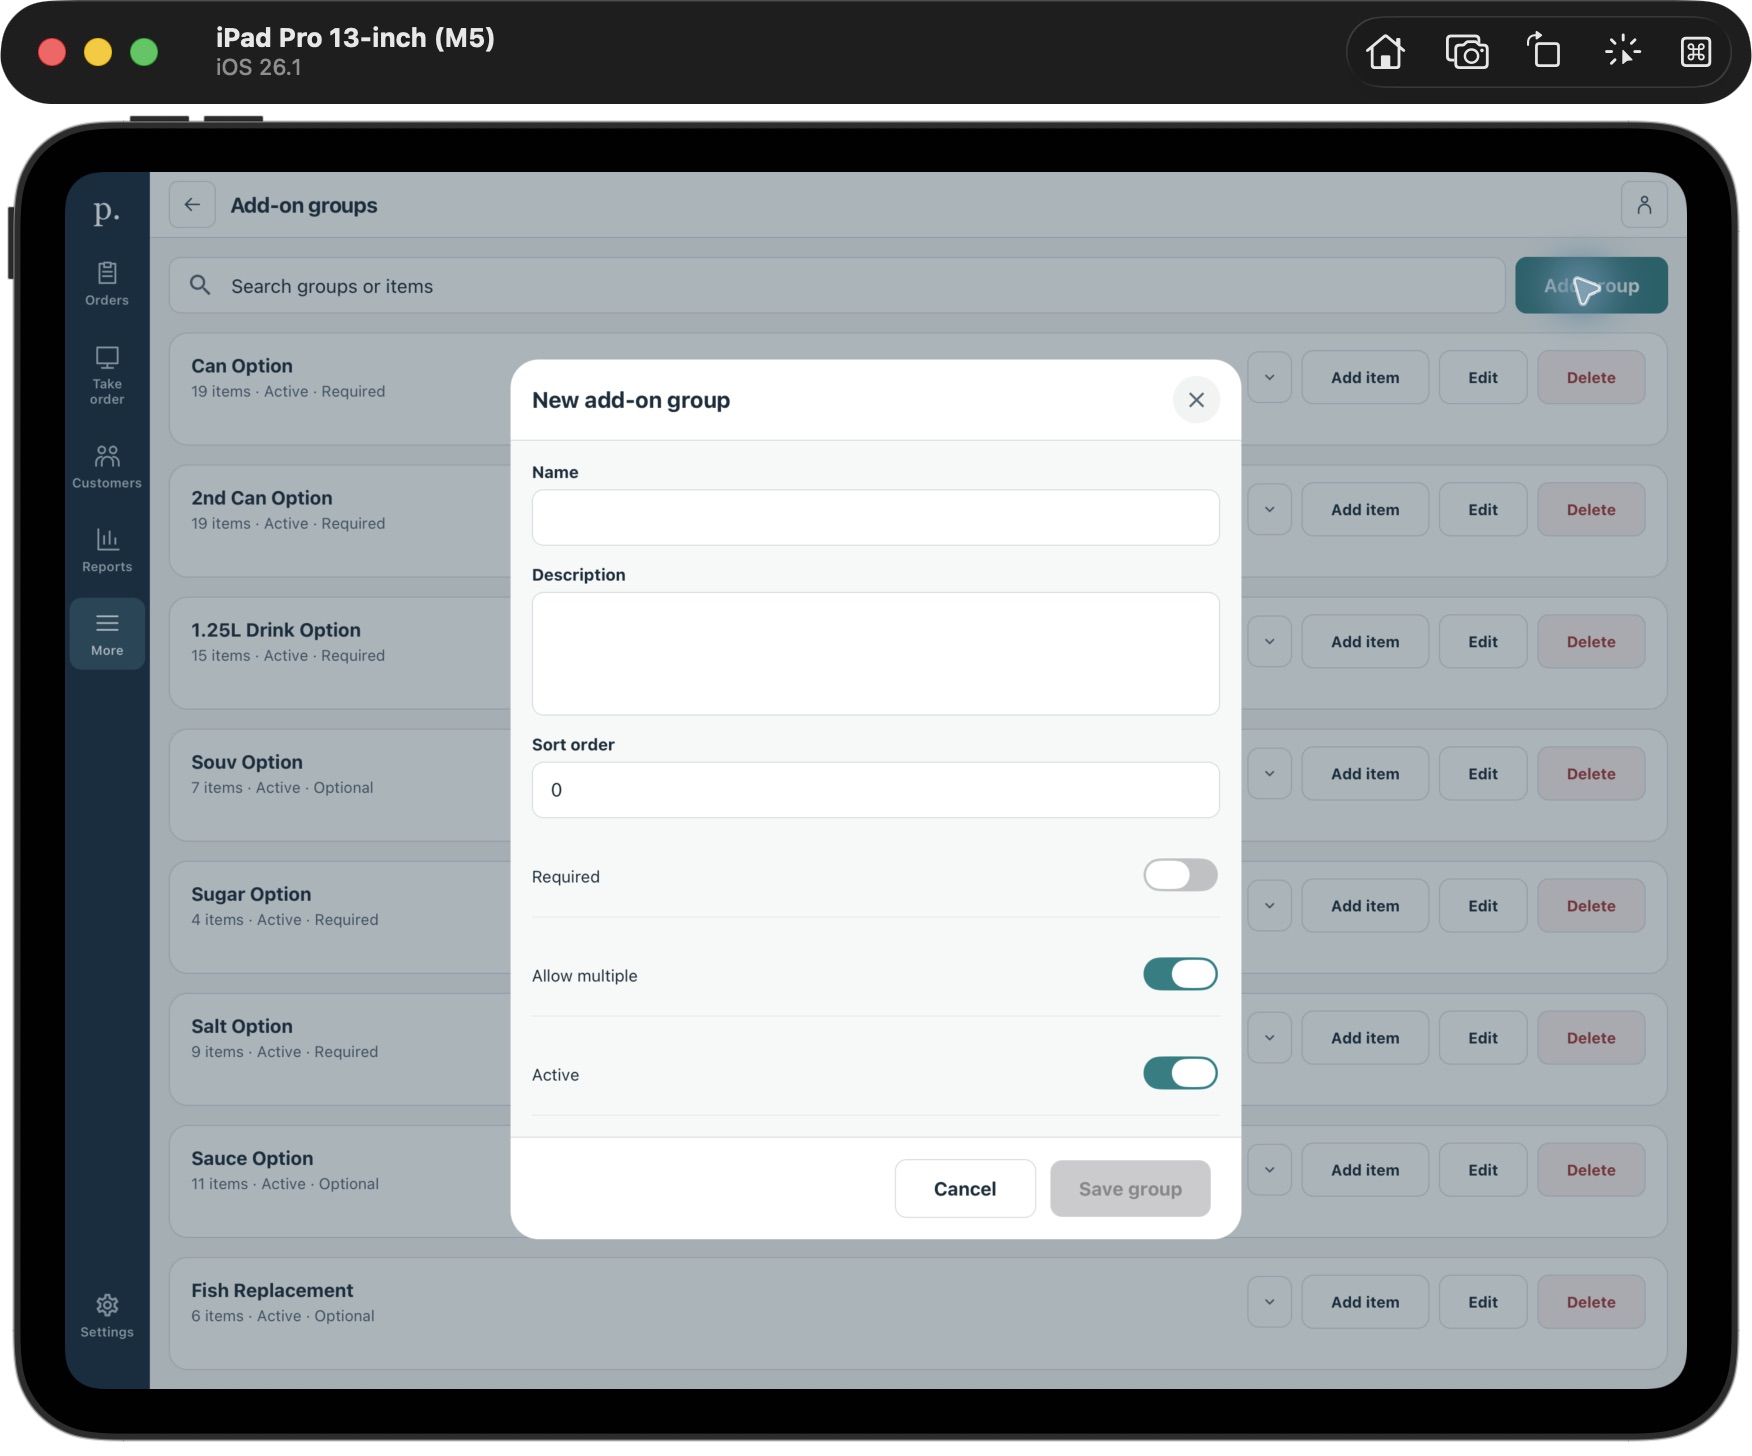 iPad Pro 13-inch (M5)
iOS 26.1
p.
Orders
Take
order
Customers
Reports
More
Settings
Add-on groups
Search groups or items
Add group
Can Option
19 items · Active · Required
Add item
Edit
Delete
2nd Can Option
19 items · Active · Required
Add item
Edit
Delete
1.25L Drink Option
15 items · Active · Required
Add item
Edit
Delete
Souv Option
7 items · Active · Optional
Add item
Edit
Delete
Sugar Option
4 items · Active · Required
Add item
Edit
Delete
Salt Option
9 items · Active · Required
Add item
Edit
Delete
Sauce Option
11 items · Active · Optional
Add item
Edit
Delete
Fish Replacement
6 items · Active · Optional
Add item
Edit
Delete
New add-on group
Name
Description
Sort order
0
Required
Allow multiple
Active
Cancel
Save group